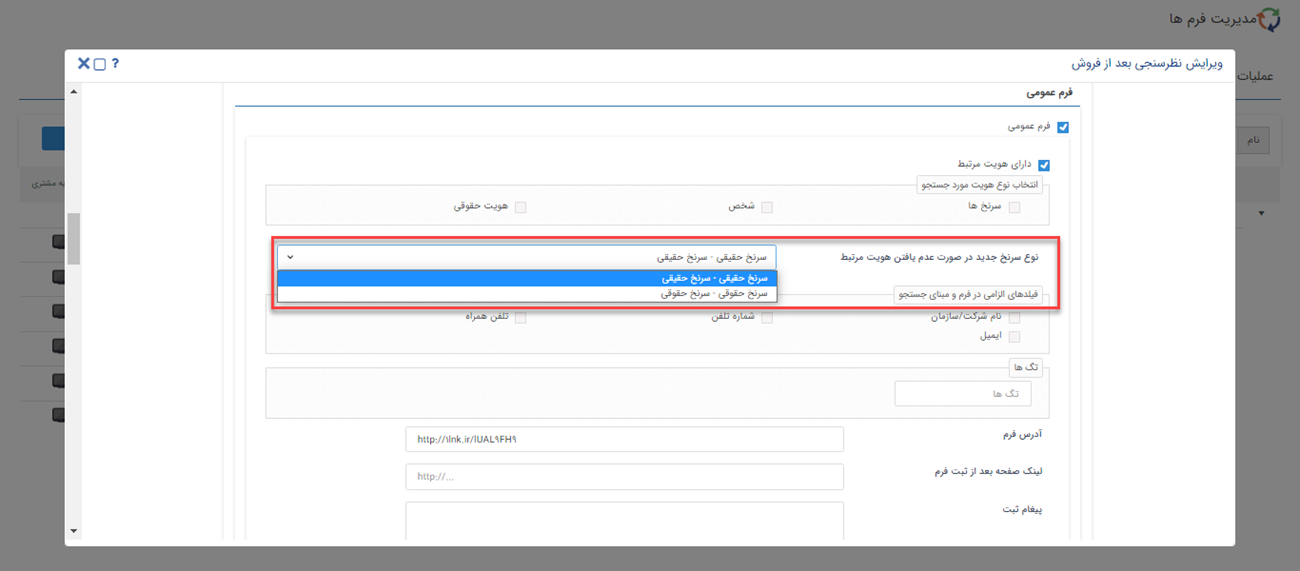 مدیریت فرم ها
ویرایش نظرسنجی بعد از فروش
?
عملیات
نام
یه مشتری
فرم عمومی
فرم عمومی
دارای هویت مرتبط
انتخاب نوع هویت مورد جستجو
سرنخ ها شخص هویت حقوقی
نوع سرنخ جدید در صورت عدم یافتن هویت مرتبط سرنخ حقیقی - سرنخ حقیقی
سرنخ حقیقی - سرنخ حقیقی
سرنخ حقوقی - سرنخ حقوقی
فیلدهای الزامی در فرم و مبنای جستجو
نام شرکت/سازمان شماره تلفن تلفن همراه
ایمیل
تگ ها
تگ ها
آدرس فرم http://۱lnk.ir/lUAL۹FH۹
لینک صفحه بعد از ثبت فرم http://...
پیغام ثبت